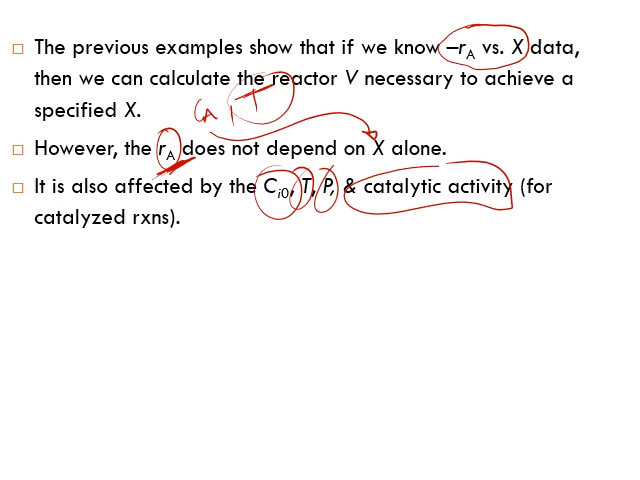 The previous examples show that if we know –rA vs. X data,
then we can calculate the reactor V necessary to achieve a
specified X.
CA, T
However, the rA does not depend on X alone.
It is also affected by the Ci0, T, P, & catalytic activity (for
catalyzed rxns).